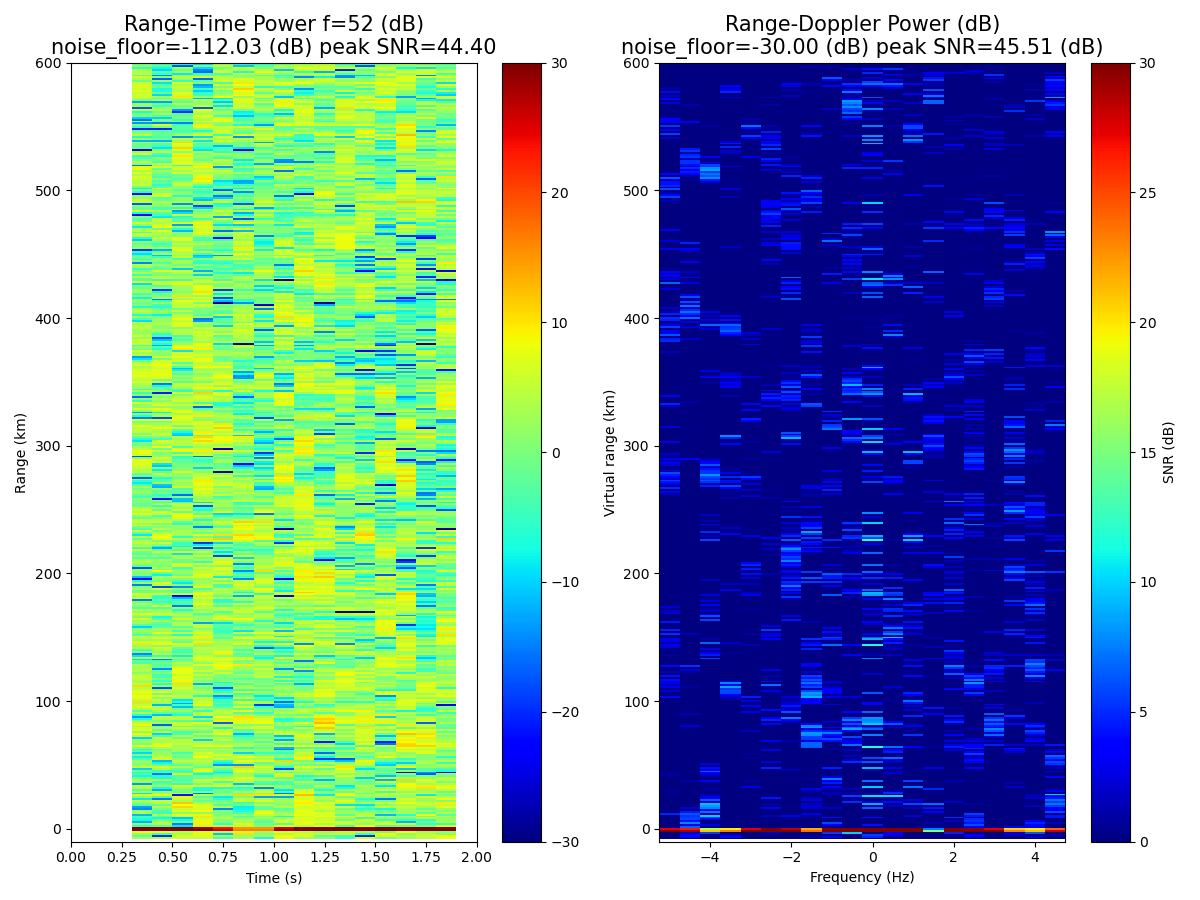 Range-Time Power f=52 (dB)
noise_floor=-112.03 (dB) peak SNR=44.40
600
500
400
300
200
100
0
Range (km)
0.00 0.25 0.50 0.75 1.00 1.25 1.50 1.75 2.00
Time (s)
30
20
10
0
−10
−20
−30
Range-Doppler Power (dB)
noise_floor=-30.00 (dB) peak SNR=45.51 (dB)
600
500
400
300
200
100
0
Virtual range (km)
−4 −2 0 2 4
Frequency (Hz)
30
25
20
15
10
5
0
SNR (dB)